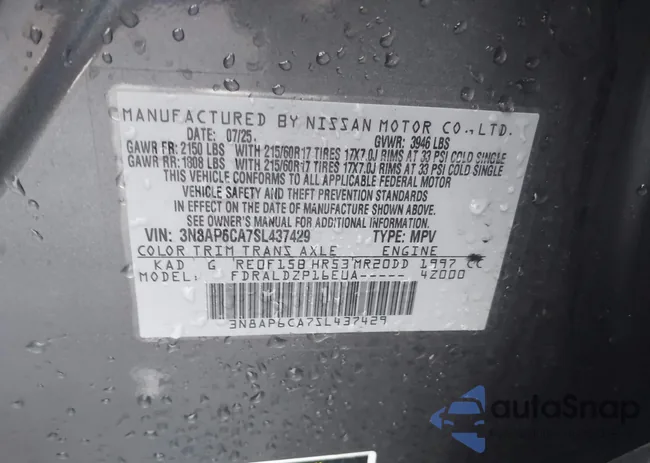 MANUFACTURED BY NISSAN MOTOR CO.,LTD.
DATE: 07/25. GVWR: 3946 LBS
GAWR FR: 2150 LBS WITH 215/60R17 TIRES 17X7.0J RIMS AT 33 PSI COLD SINGLE
GAWR RR: 1808 LBS WITH 215/60R17 TIRES 17X7.0J RIMS AT 33 PSI COLD SINGLE
THIS VEHICLE CONFORMS TO ALL APPLICABLE FEDERAL MOTOR
VEHICLE SAFETY AND THEFT PREVENTION STANDARDS
IN EFFECT ON THE DATE OF MANUFACTURE SHOWN ABOVE.
SEE OWNER'S MANUAL FOR ADDITIONAL INFORMATION.
VIN: 3N8AP6CA7SL437429 TYPE: MPV
COLOR TRIM TRANS AXLE ENGINE
KAD G RE0F15B HR53 MR20DD 1997 CC
MODEL: FDRALDZP16EUA----- 4Z000
3N8AP6CA7SL437429
autoSnap